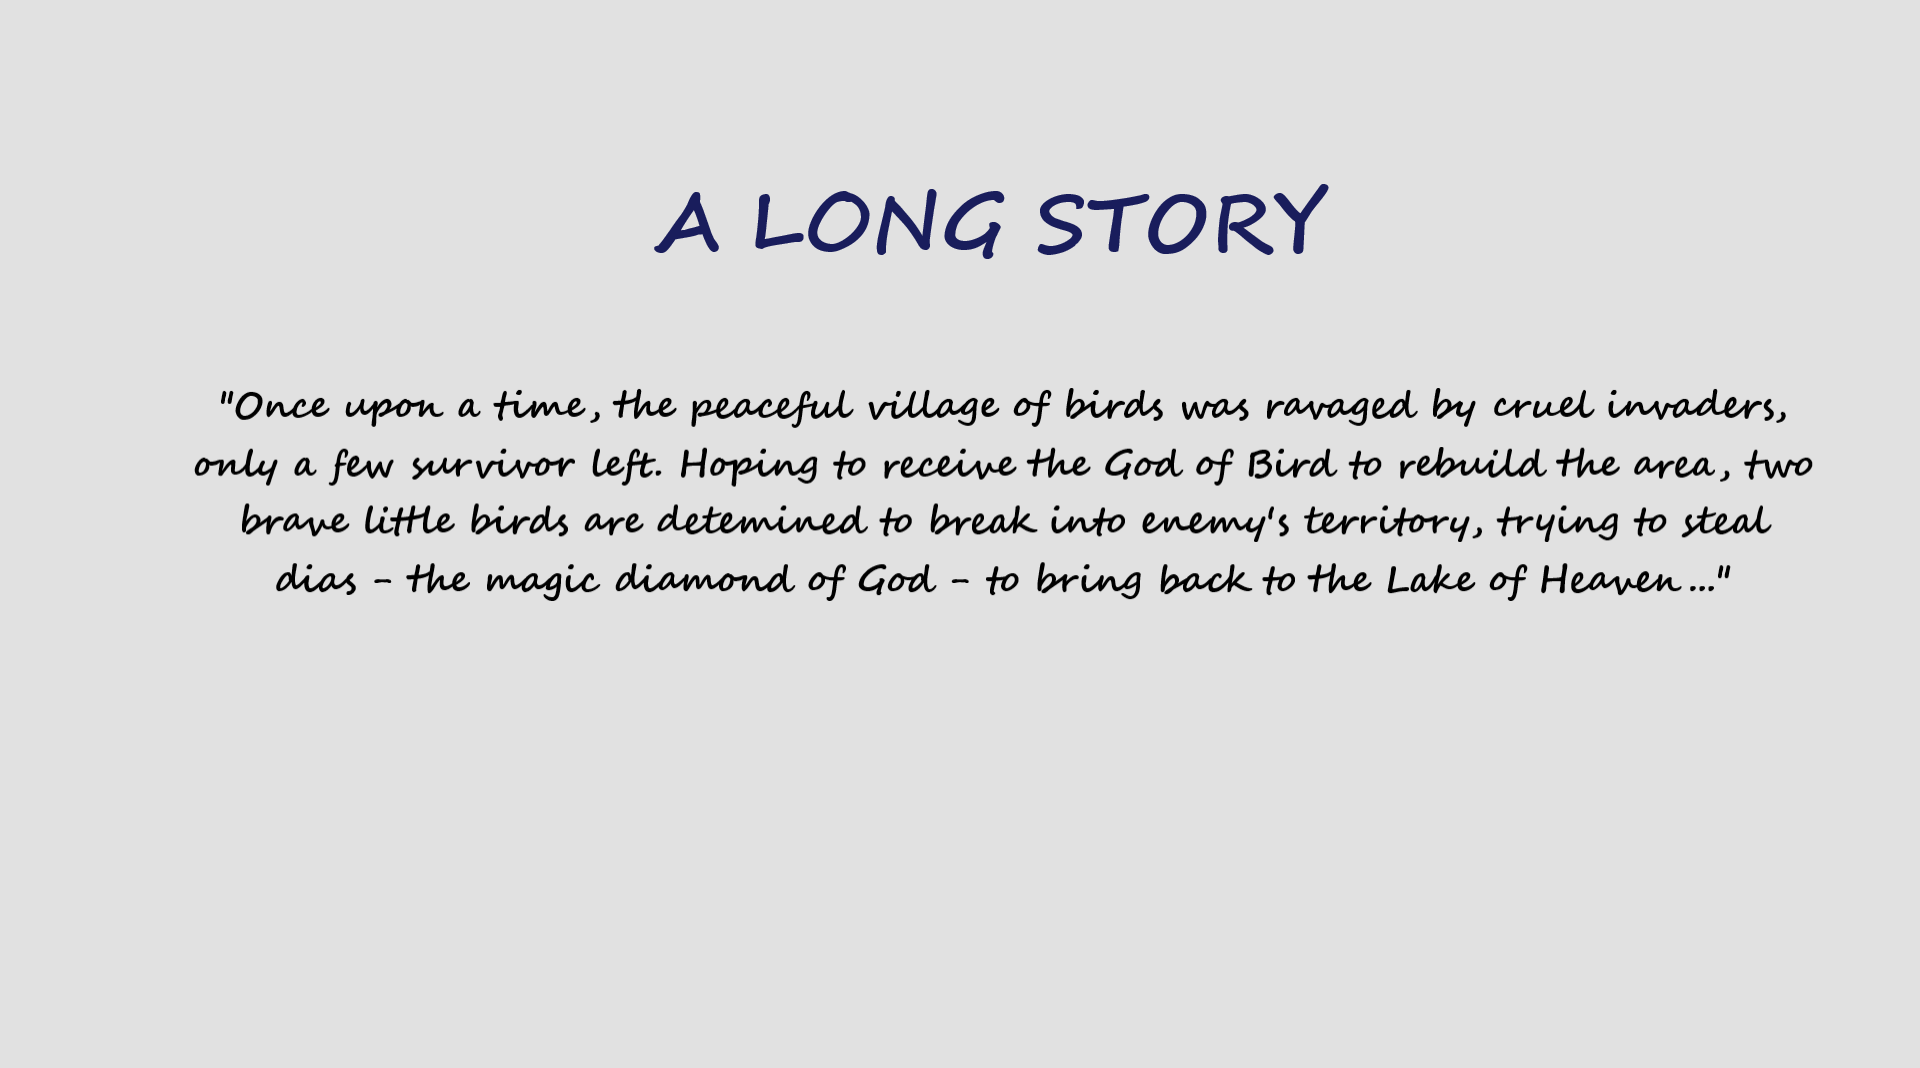 A LONG STORY
"Once upon a time, the peaceful village of birds was ravaged by cruel invaders,
only a few survivor left. Hoping to receive the God of Bird to rebuild the area, two
brave little birds are detemined to break into enemy's territory, trying to steal
dias - the magic diamond of God - to bring back to the Lake of Heaven..."